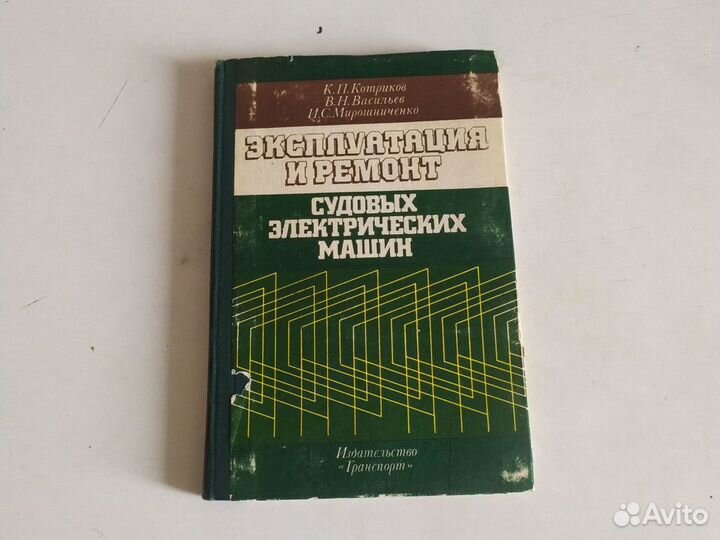 К. П. Котриков
В. Н. Васильев
И. С. Мирошниченко
ЭКСПЛУАТАЦИЯ
И РЕМОНТ
СУДОВЫХ
ЭЛЕКТРИЧЕСКИХ
МАШИН
Издательство
«Транспорт»
Avito